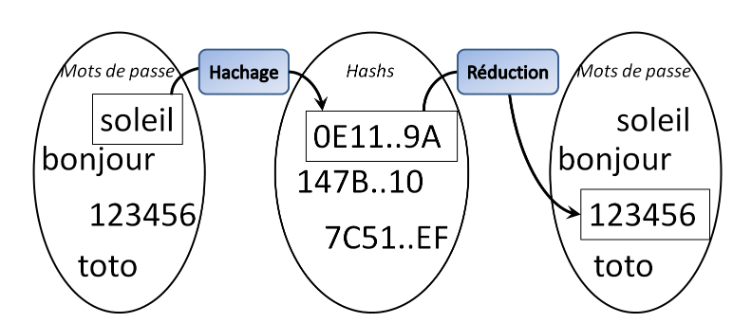 Mots de passe
soleil
bonjour
123456
toto
Hachage
Hashs
0E11..9A
147B..10
7C51..EF
Réduction
Mots de passe
soleil
bonjour
123456
toto